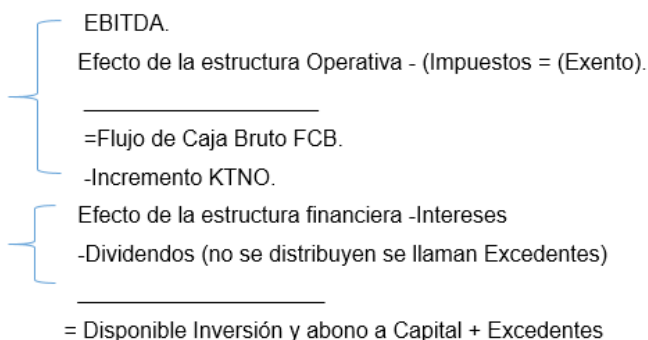 EBITDA.
Efecto de la estructura Operativa - (Impuestos = (Exento).
=Flujo de Caja Bruto FCB.
-Incremento KTNO.
Efecto de la estructura financiera -Intereses
-Dividendos (no se distribuyen se llaman Excedentes)
= Disponible Inversión y abono a Capital + Excedentes